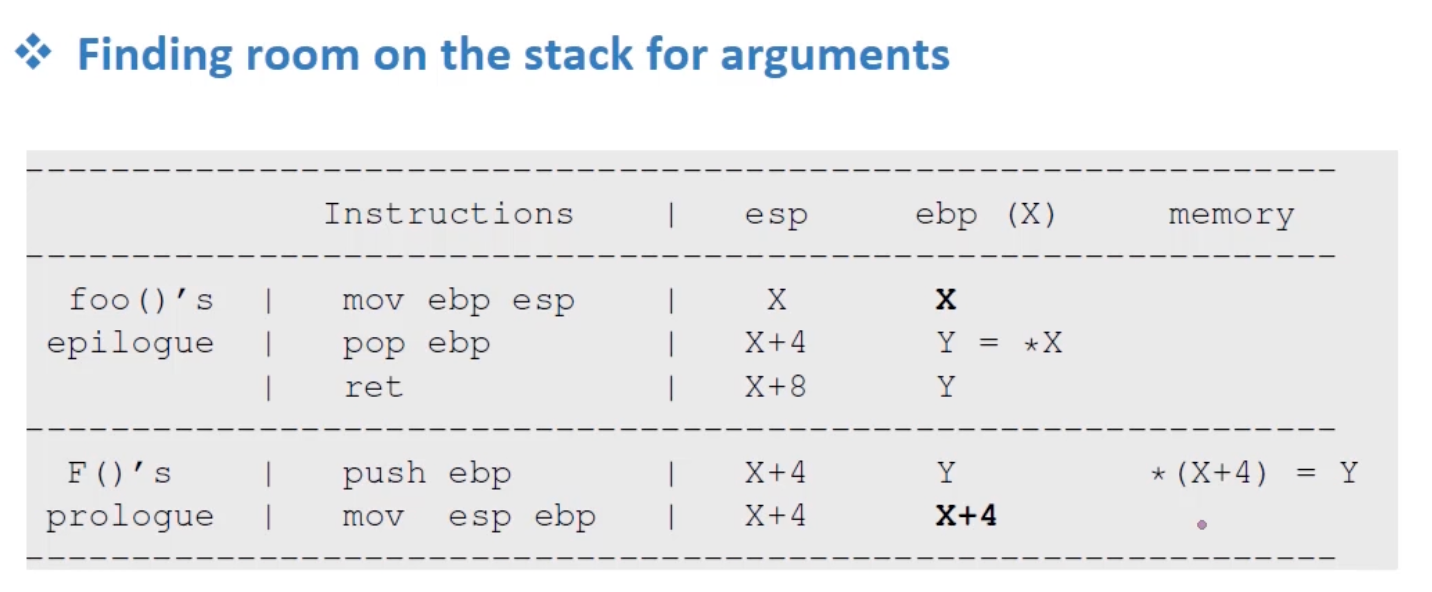 ❖ Finding room on the stack for arguments
Instructions | esp ebp (X) memory
foo()’s | mov ebp esp | X X
epilogue | pop ebp | X+4 Y = *X
| ret | X+8 Y
F()’s | push ebp | X+4 Y *(X+4) = Y
prologue | mov esp ebp | X+4 X+4